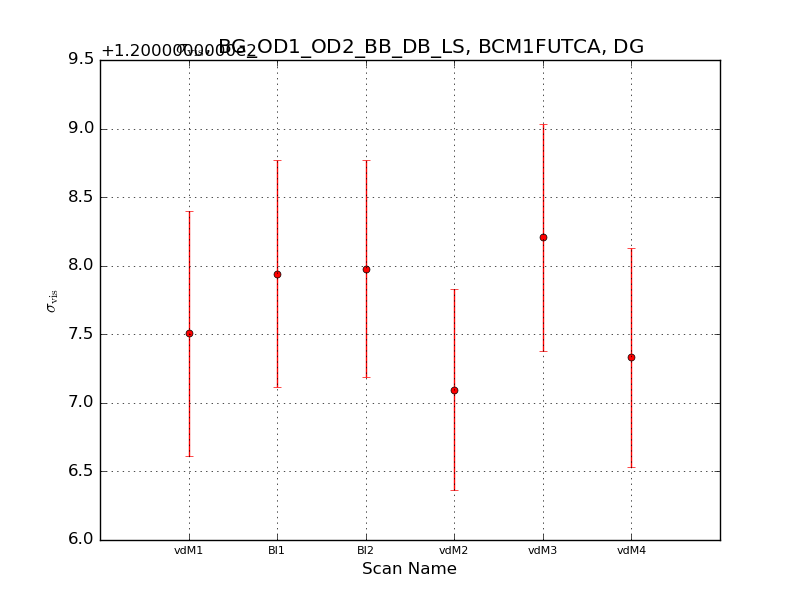 +1.2000000000e2
BG_OD1_OD2_BB_DB_LS, BCM1FUTCA, DG
9.5
9.0
8.5
8.0
7.5
7.0
6.5
6.0
σvis
vdM1 BI1 BI2 vdM2 vdM3 vdM4
Scan Name